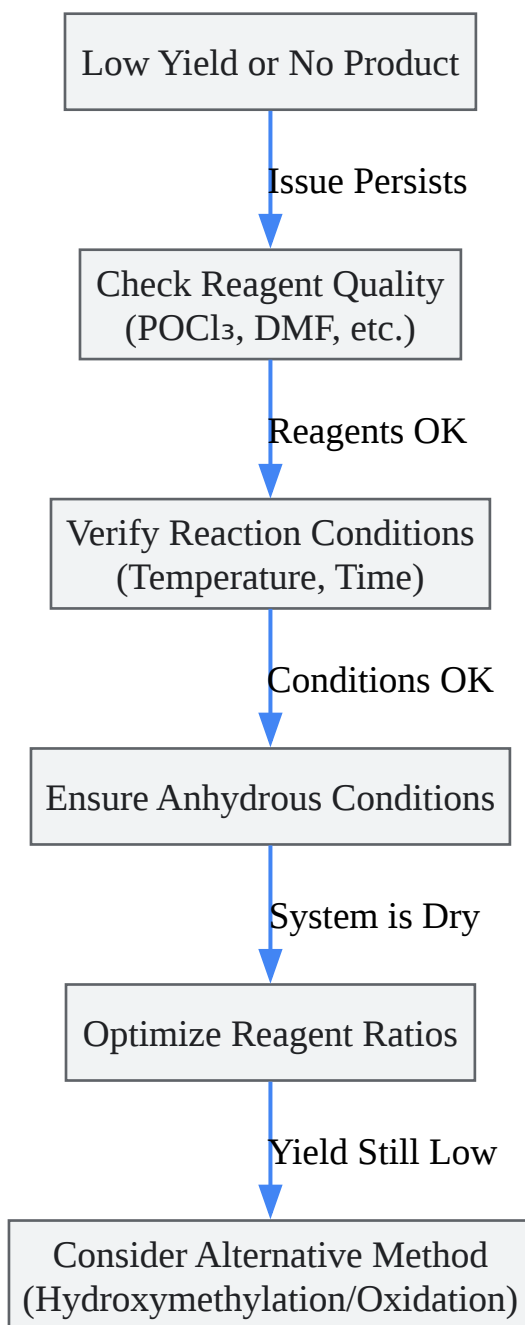 Low Yield or No Product
Issue Persists
Check Reagent Quality
(POCl₃, DMF, etc.)
Reagents OK
Verify Reaction Conditions
(Temperature, Time)
Conditions OK
Ensure Anhydrous Conditions
System is Dry
Optimize Reagent Ratios
Yield Still Low
Consider Alternative Method
(Hydroxymethylation/Oxidation)